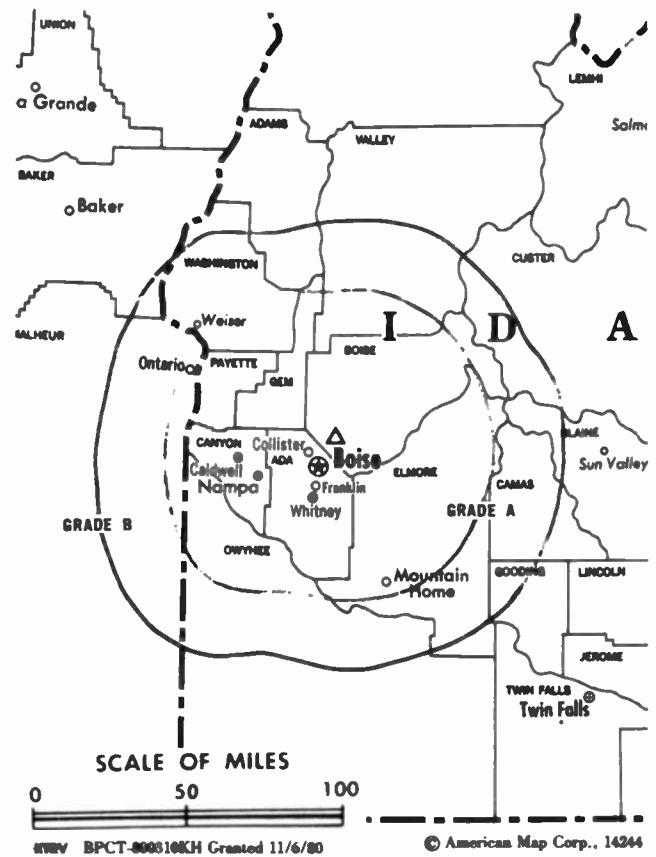 UNION
a Grande
LEMHI
ADAMS
VALLEY
Salm
BAKER
Baker
CUSTER
WASHINGTON
MALHEUR
Weiser
I D A
BOISE
Ontario
PAYETTE
GEM
BLAINE
CANYON
Collister
Boise
ADA
Sun Valley
Caldwell
ELMORE
Nampa
Franklin
CAMAS
Whitney
GRADE B
GRADE A
OWYHEE
Mountain
Home
GOODING
LINCOLN
JEROME
TWIN FALLS
Twin Falls
SCALE OF MILES
0 50 100
BPCT-800310KH Granted 11/6/80
© American Map Corp., 14244